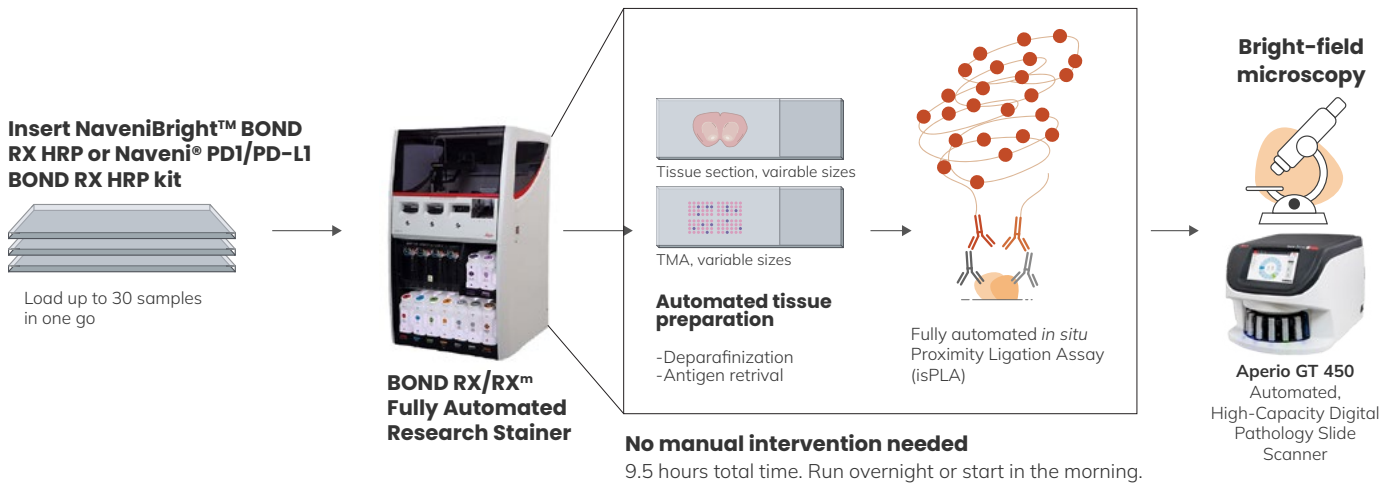 Insert NaveniBright™ BOND
RX HRP or Naveni® PD1/PD-L1
BOND RX HRP kit
Load up to 30 samples
in one go
BOND RX/RXᵐ
Fully Automated
Research Stainer
Tissue section, vairable sizes
TMA, variable sizes
Automated tissue
preparation
-Deparafinization
-Antigen retrival
Fully automated in situ
Proximity Ligation Assay
(isPLA)
No manual intervention needed
9.5 hours total time. Run overnight or start in the morning.
Bright-field
microscopy
Aperio GT 450
Automated,
High-Capacity Digital
Pathology Slide
Scanner